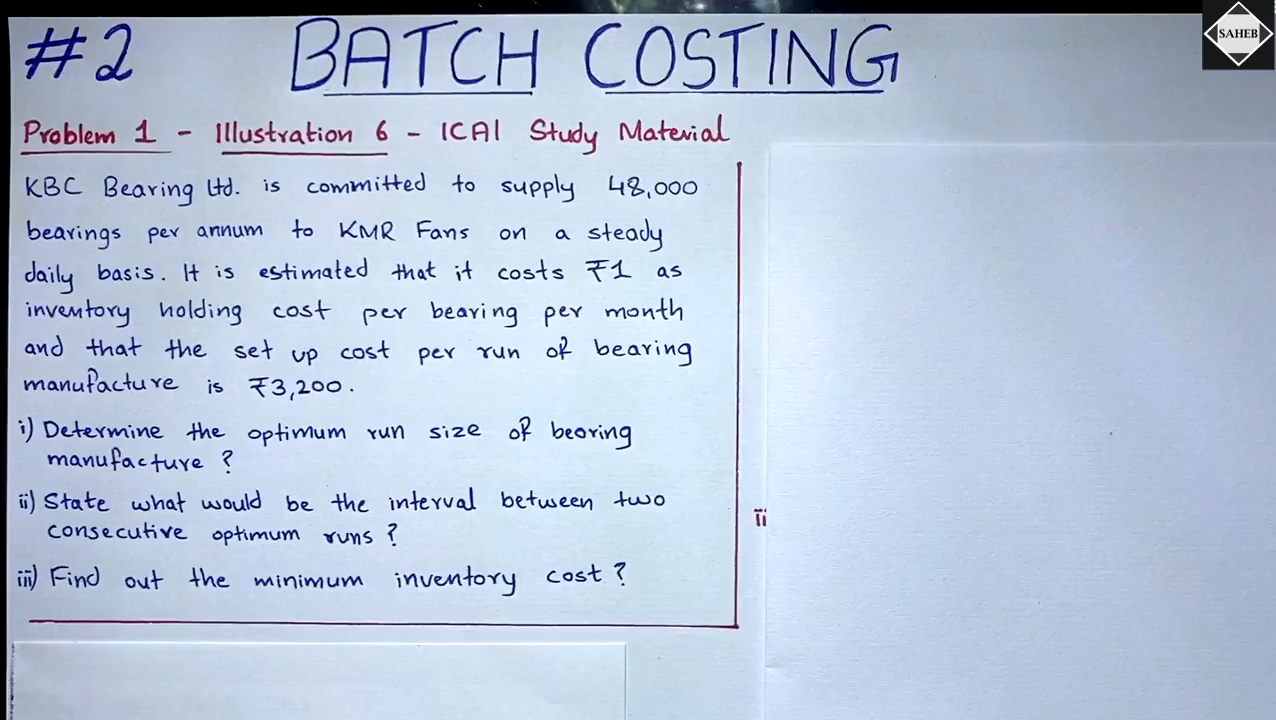 #2 BATCH COSTING
SAHEB
Problem 1 - Illustration 6 - ICAI Study Material
KBC Bearing Ltd. is committed to supply 48,000
bearings per annum to KMR Fans on a steady
daily basis. It is estimated that it costs ₹1 as
inventory holding cost per bearing per month
and that the set up cost per run of bearing
manufacture is ₹3,200.
i) Determine the optimum run size of bearing
manufacture ?
ii) State what would be the interval between two
consecutive optimum runs ?
iii) Find out the minimum inventory cost ?
ii